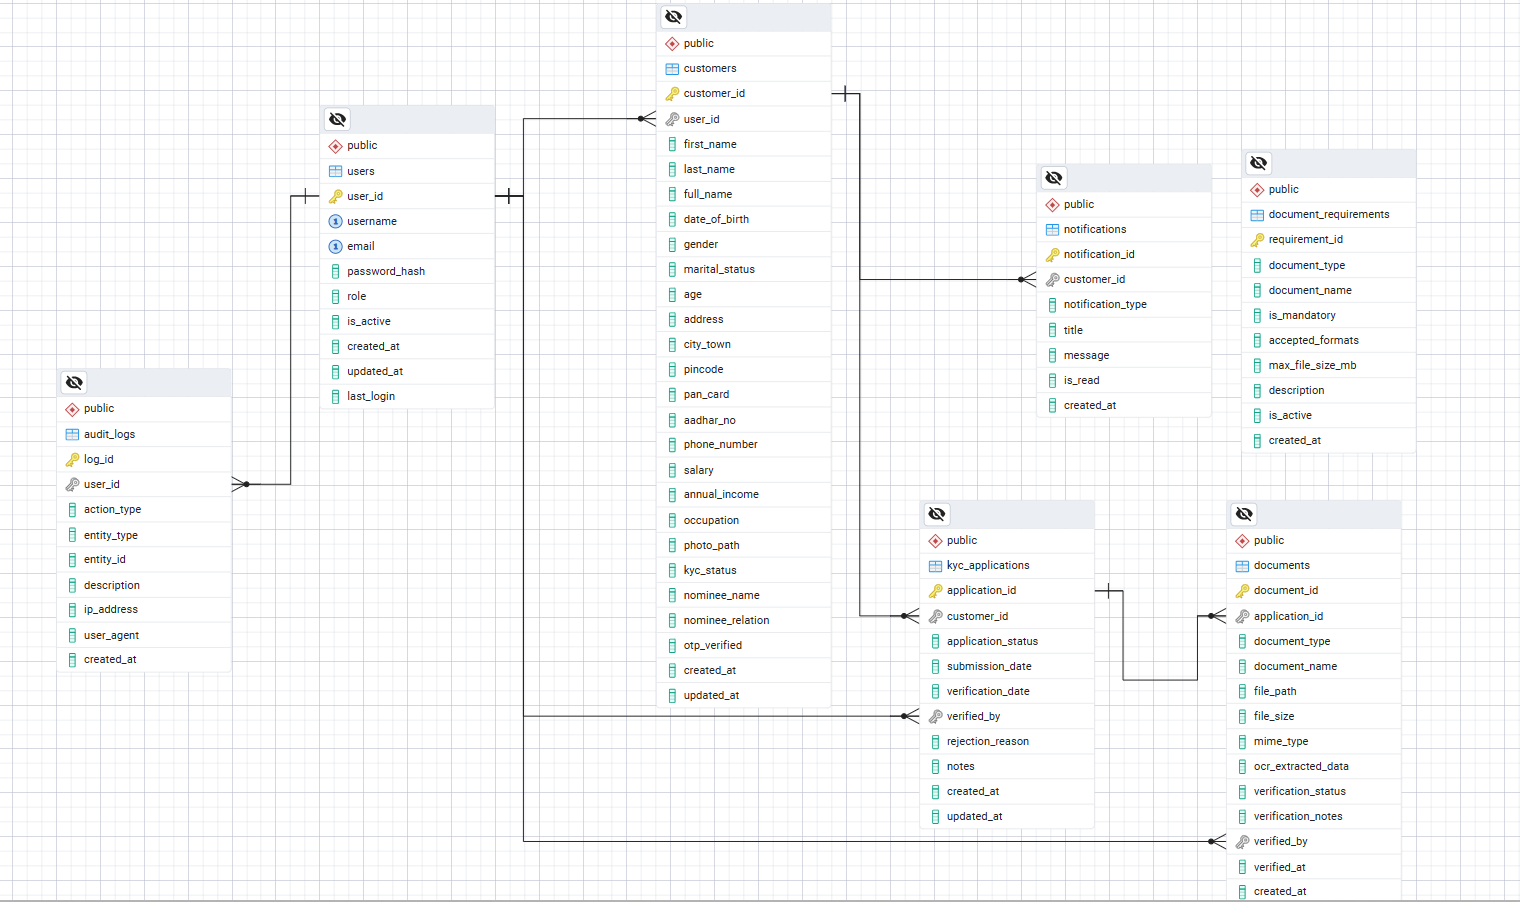 public
customers
customer_id
user_id
first_name
last_name
full_name
date_of_birth
gender
marital_status
age
address
city_town
pincode
pan_card
aadhar_no
phone_number
salary
annual_income
occupation
photo_path
kyc_status
nominee_name
nominee_relation
otp_verified
created_at
updated_at
public
users
user_id
username
email
password_hash
role
is_active
created_at
updated_at
last_login
public
audit_logs
log_id
user_id
action_type
entity_type
entity_id
description
ip_address
user_agent
created_at
public
notifications
notification_id
customer_id
notification_type
title
message
is_read
created_at
public
document_requirements
requirement_id
document_type
document_name
is_mandatory
accepted_formats
max_file_size_mb
description
is_active
created_at
public
kyc_applications
application_id
customer_id
application_status
submission_date
verification_date
verified_by
rejection_reason
notes
created_at
updated_at
public
documents
document_id
application_id
document_type
document_name
file_path
file_size
mime_type
ocr_extracted_data
verification_status
verification_notes
verified_by
verified_at
created_at